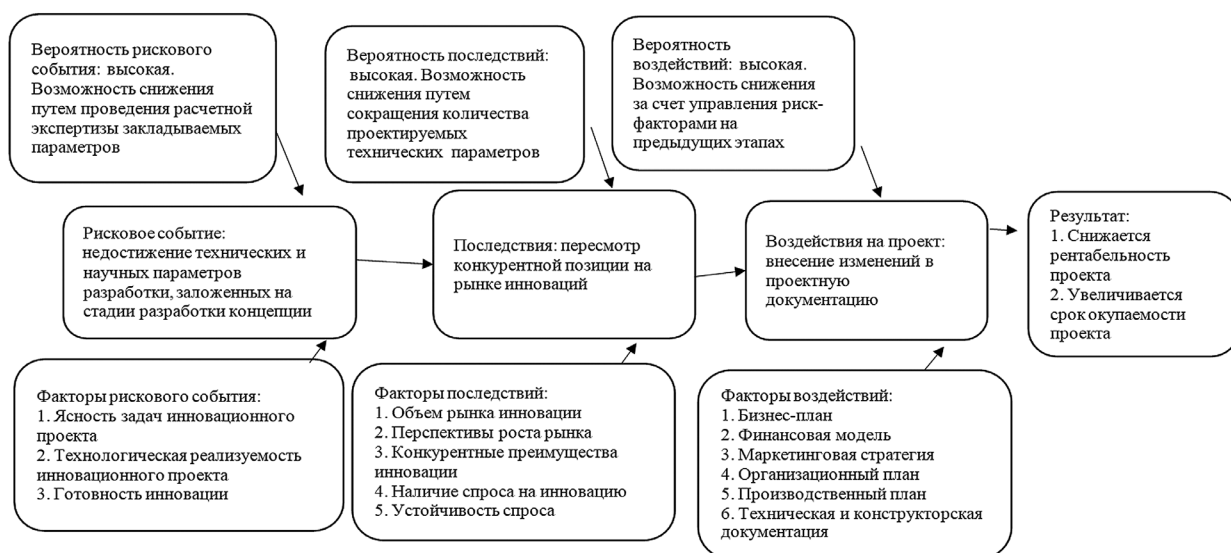 Вероятность рискового
события: высокая.
Возможность снижения
путем проведения расчетной
экспертизы закладываемых
параметров
Вероятность последствий:
высокая. Возможность
снижения путем
сокращения количества
проектируемых
технических параметров
Вероятность
воздействий: высокая.
Возможность снижения
за счет управления риск-
факторами на
предыдущих этапах
Рисковое событие:
недостижение технических и
научных параметров
разработки, заложенных на
стадии разработки концепции
Последствия: пересмотр
конкурентной позиции на
рынке инноваций
Воздействия на проект:
внесение изменений в
проектную
документацию
Результат:
1. Снижается
рентабельность
проекта
2. Увеличивается
срок окупаемости
проекта
Факторы рискового события:
1. Ясность задач инновационного
проекта
2. Технологическая реализуемость
инновационного проекта
3. Готовность инновации
Факторы последствий:
1. Объем рынка инновации
2. Перспективы роста рынка
3. Конкурентные преимущества
инновации
4. Наличие спроса на инновацию
5. Устойчивость спроса
Факторы воздействий:
1. Бизнес-план
2. Финансовая модель
3. Маркетинговая стратегия
4. Организационный план
5. Производственный план
6. Техническая и конструкторская
документация